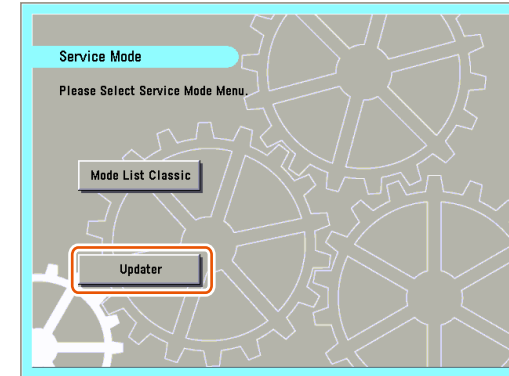 Service Mode
Please Select Service Mode Menu.
Mode List Classic
Updater